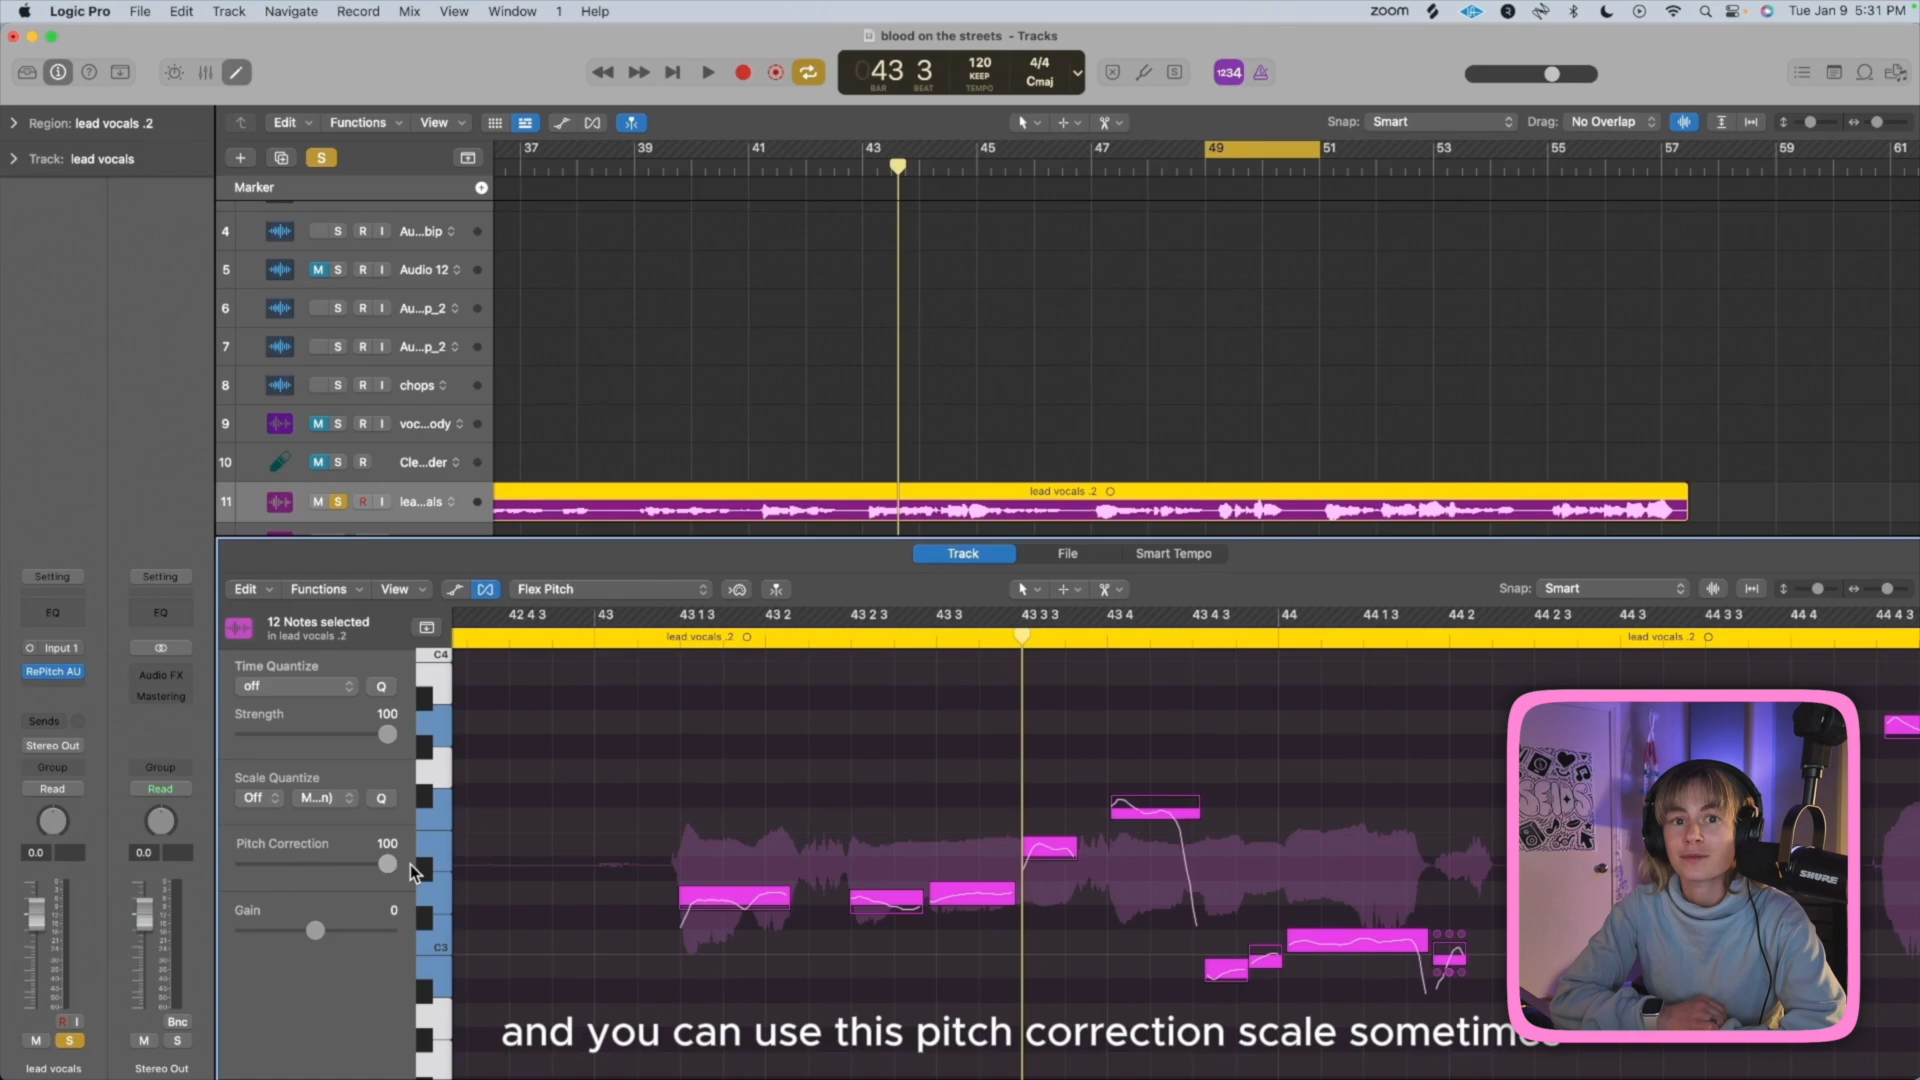 Logic Pro File Edit Track Navigate Record Mix View Window 1 Help
zoom Tue Jan 9 5:31 PM
blood on the streets - Tracks
43 3 120 KEEP 4/4 Cmaj
BAR BEAT TEMPO
1234
Region: lead vocals .2
Edit Functions View
Snap: Smart Drag: No Overlap
Track: lead vocals
S
37 39 41 43 45 47 49 51 53 55 57 59 61
Marker
4 S R I Au...bip
5 M S R I Audio 12
6 S R I Au...p_2
7 S R I Au...p_2
8 S R I chops
9 M S R I voc...ody
10 M S R Cle...der
11 M S R I lea...als
lead vocals .2
Track File Smart Tempo
Setting Setting
Edit Functions View Flex Pitch
Snap: Smart
EQ EQ
12 Notes selected
in lead vocals .2
42 4 3 43 43 1 3 43 2 43 2 3 43 3 43 3 3 43 4 43 4 3 44 44 1 3 44 2 44 2 3 44 3 44 3 3 44 4 44 4 3
lead vocals .2 lead vocals .2
Input 1
RePitch AU
Audio FX
Mastering
C4
Time Quantize
off Q
Strength 100
Sends
Stereo Out
Group Group
Read Read
Scale Quantize
Off M...n) Q
Pitch Correction 100
0.0 0.0
Gain 0
C3
SHURE
R I Bnc
M S M S
lead vocals Stereo Out
and you can use this pitch correction scale